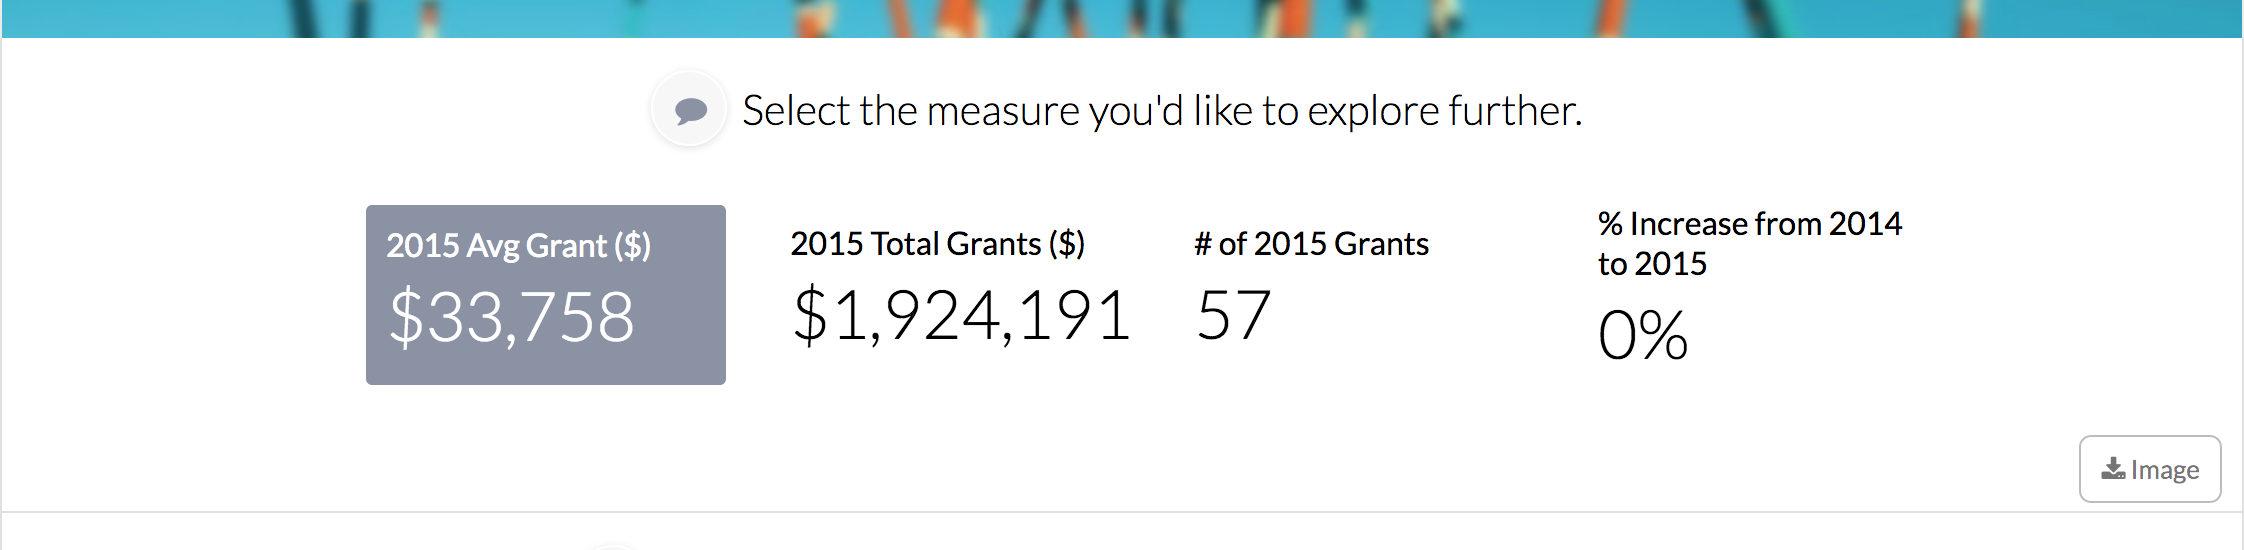 Select the measure you'd like to explore further.
2015 Avg Grant ($)
$33,758
2015 Total Grants ($)
$1,924,191
# of 2015 Grants
57
% Increase from 2014
to 2015
0%
Image